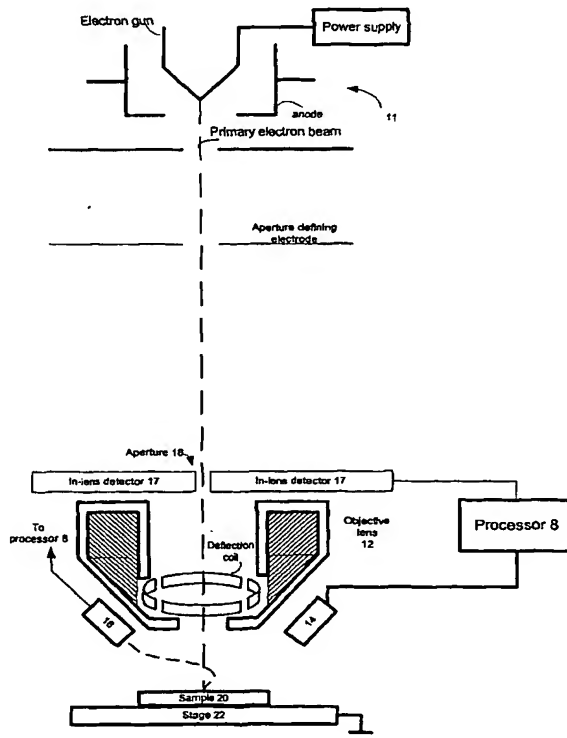 Electron gun
Power supply
anode
11
Primary electron beam
Aperture defining
electrode
Aperture 18
In-lens detector 17
In-lens detector 17
To
processor 8
Objective
lens
12
Processor 8
Deflection
coil
16
14
Sample 20
Stage 22